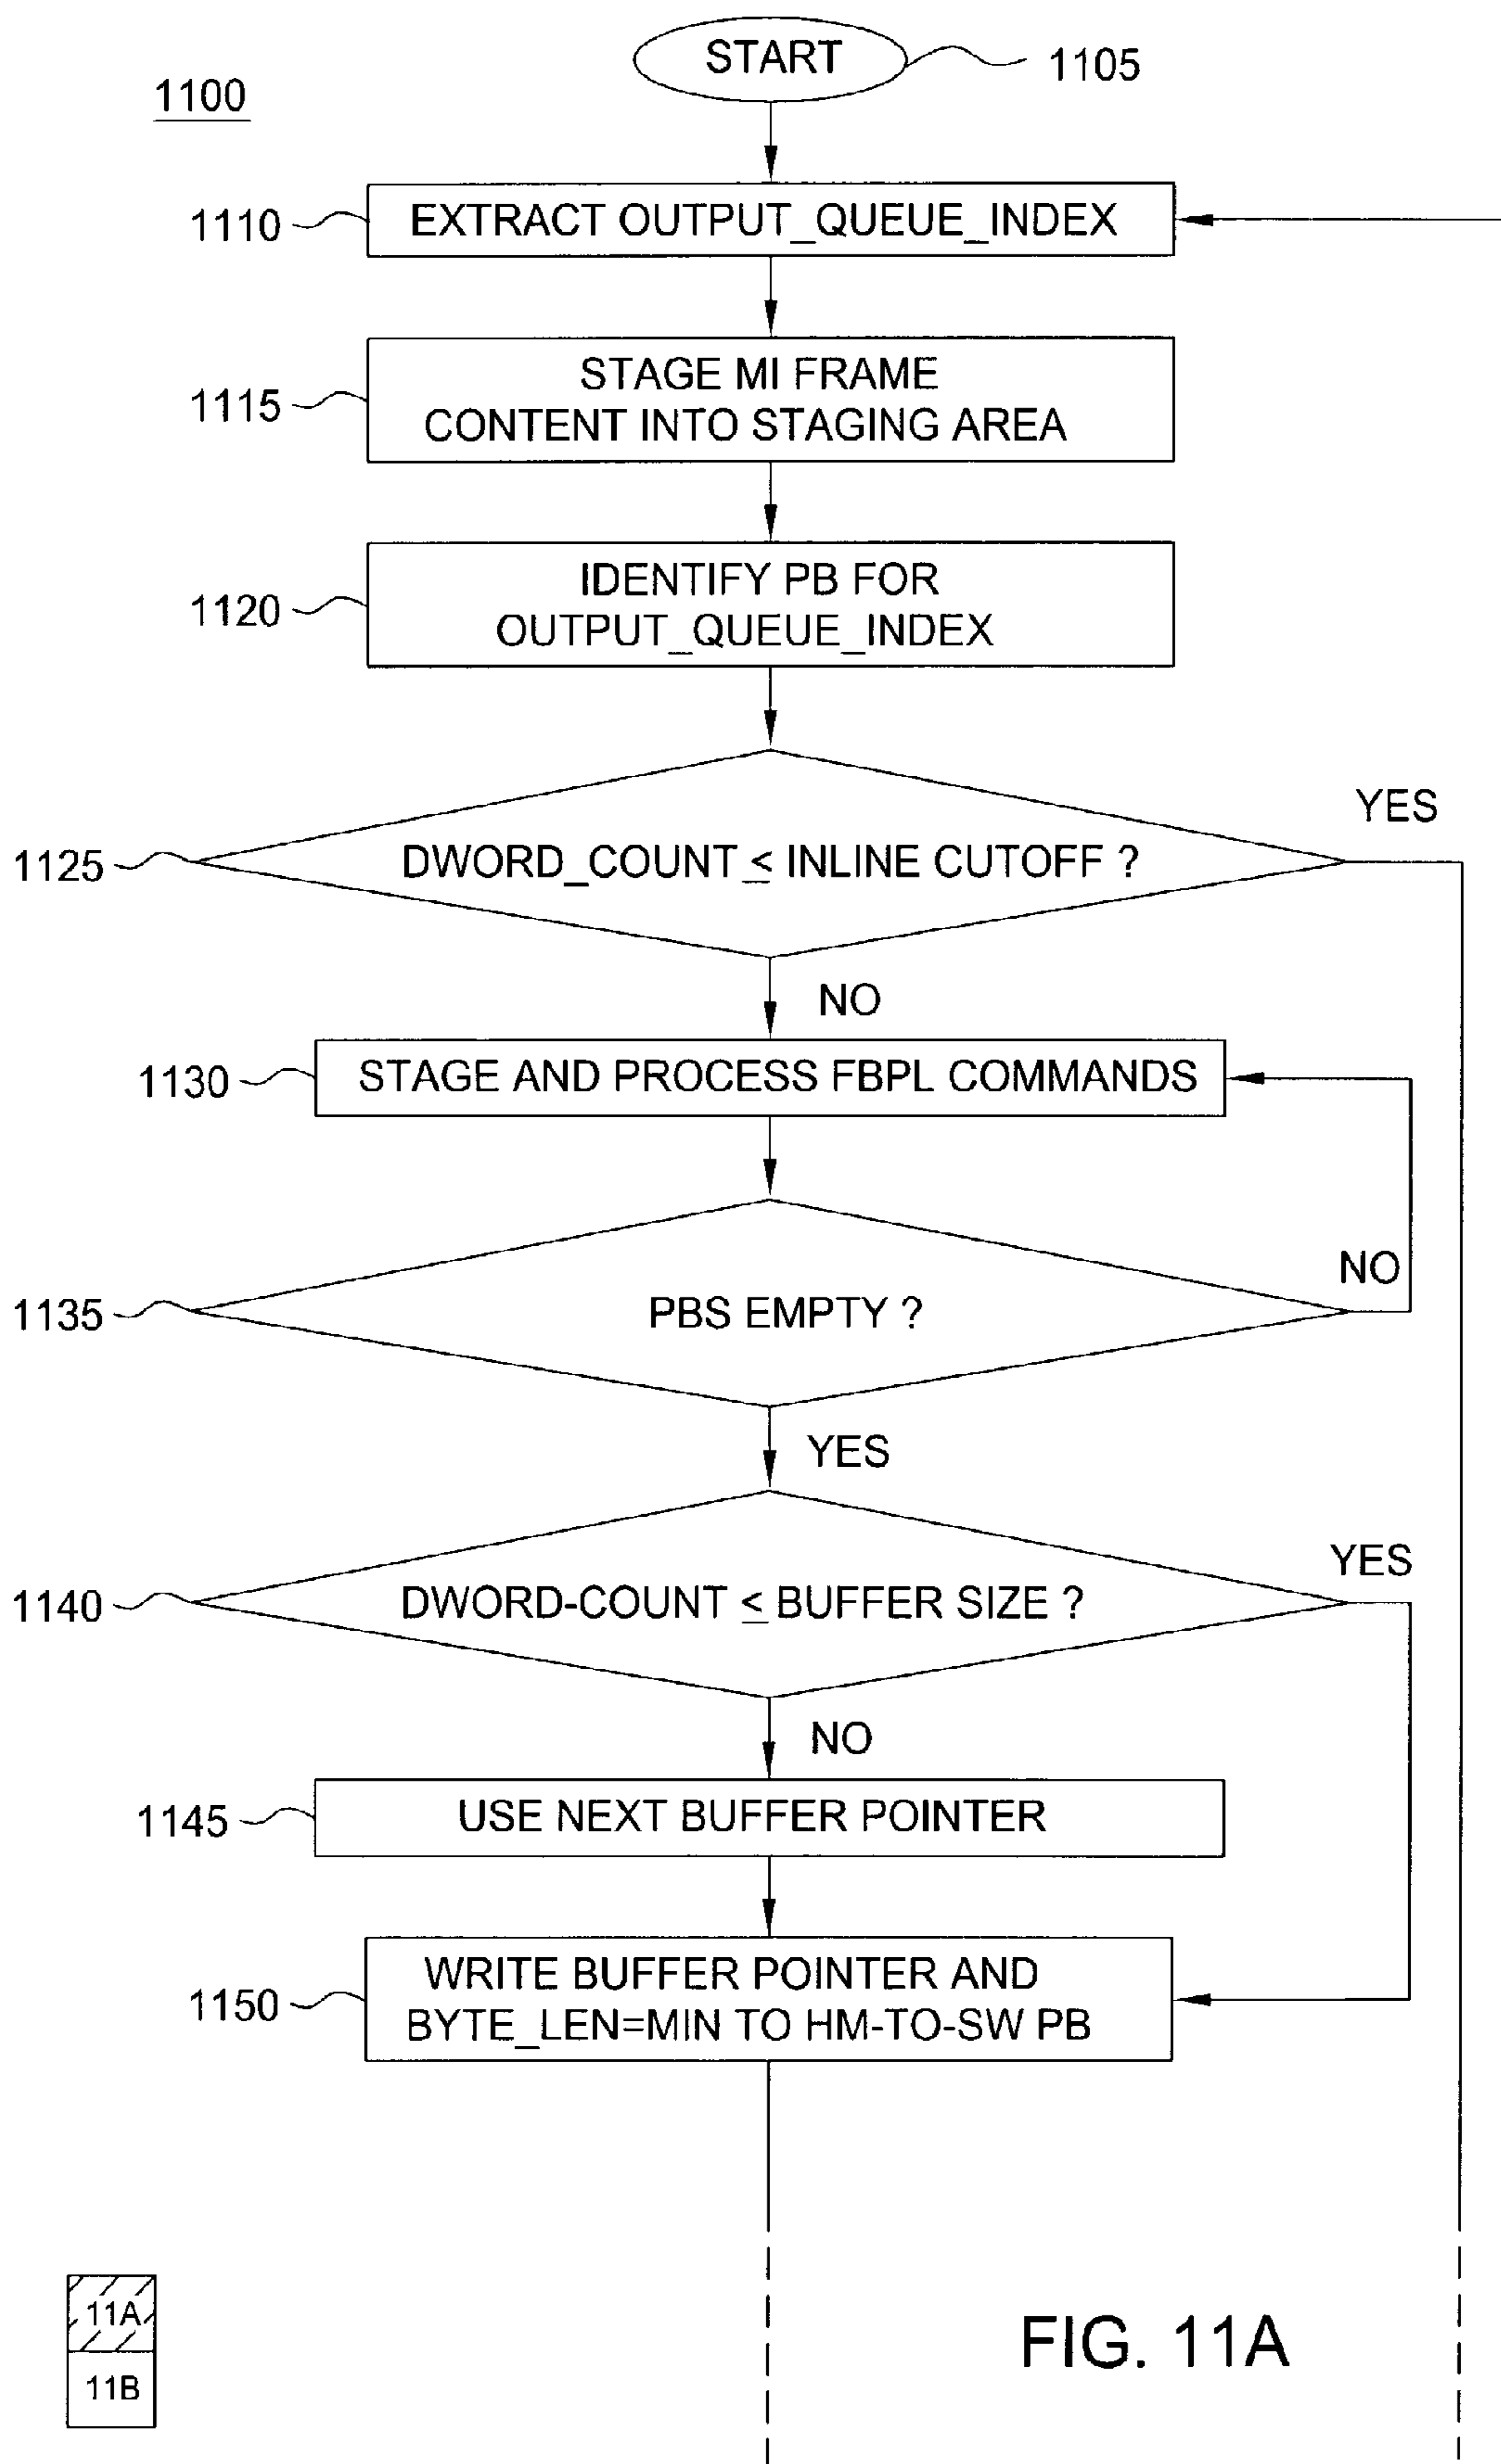 START
1105
1100
1110
EXTRACT OUTPUT_QUEUE_INDEX
STAGE MI FRAME
1115
CONTENT INTO STAGING AREA
IDENTIFY PB FOR
1120
OUTPUT_QUEUE_INDEX
YES
1125
DWORD_COUNT ≤ INLINE CUTOFF ?
NO
1130
STAGE AND PROCESS FBPL COMMANDS
NO
1135
PBS EMPTY ?
YES
YES
1140
DWORD-COUNT ≤ BUFFER SIZE ?
NO
1145
USE NEXT BUFFER POINTER
WRITE BUFFER POINTER AND
1150
BYTE_LEN=MIN TO HM-TO-SW PB
11A
11B
FIG. 11A